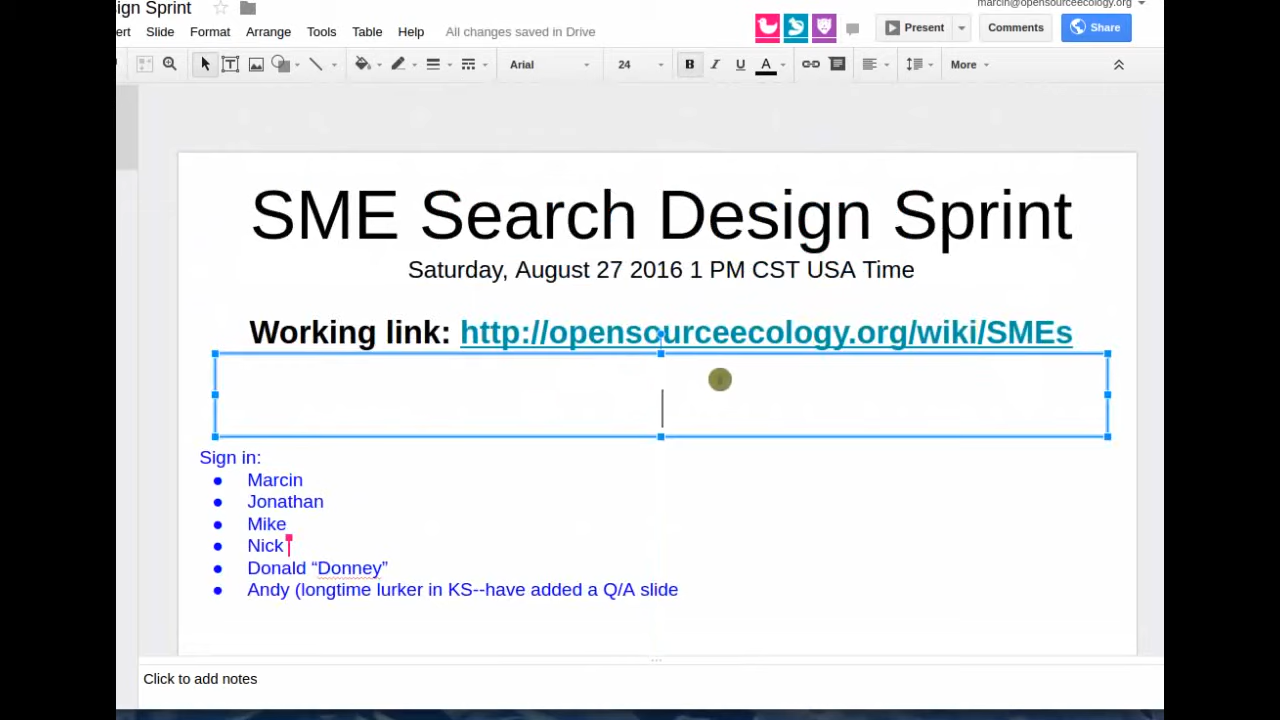 ign Sprint
marcin@opensourceecology.org
ert Slide Format Arrange Tools Table Help All changes saved in Drive
Present Comments Share
Arial 24 B I U A More
SME Search Design Sprint
Saturday, August 27 2016 1 PM CST USA Time
Working link: http://opensourceecology.org/wiki/SMEs
Sign in:
● Marcin
● Jonathan
● Mike
● Nick
● Donald “Donney”
● Andy (longtime lurker in KS--have added a Q/A slide
Click to add notes